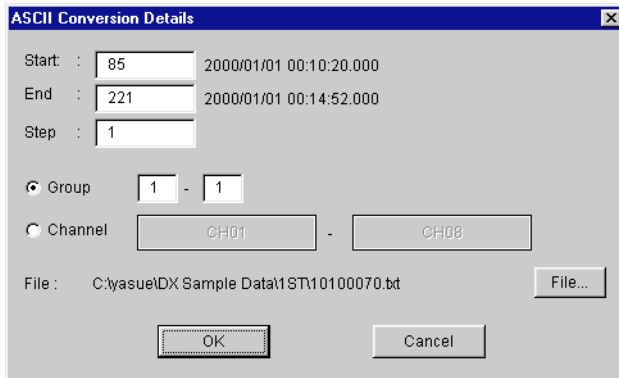 ASCII Conversion Details
Start: : 85 2000/01/01 00:10:20.000
End : 221 2000/01/01 00:14:52.000
Step : 1
Group 1 - 1
Channel CH01 - CH08
File : C:\yasue\DX Sample Data\1ST\10100070.txt File...
OK Cancel